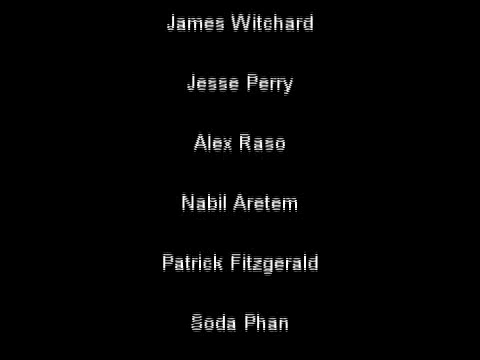 James Witchard
Jesse Perry
Alex Raso
Nabil Aretem
Patrick Fitzgerald
Soda Phan